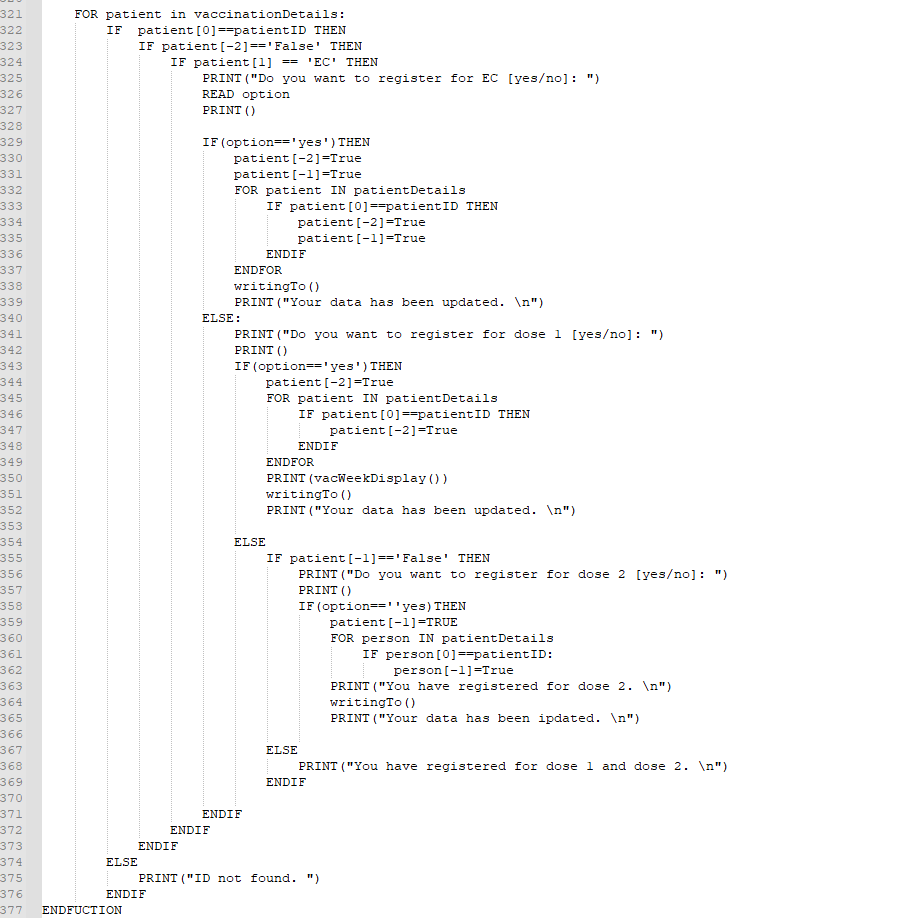 321 FOR patient in vaccinationDetails:
322 IF  patient[0]==patientID THEN
323 IF patient[-2]=='False' THEN
324 IF patient[1] == 'EC' THEN
325 PRINT("Do you want to register for EC [yes/no]: ")
326 READ option
327 PRINT()
328
329 IF(option=='yes')THEN
330 patient[-2]=True
331 patient[-1]=True
332 FOR patient IN patientDetails
333 IF patient[0]==patientID THEN
334 patient[-2]=True
335 patient[-1]=True
336 ENDIF
337 ENDFOR
338 writingTo()
339 PRINT("Your data has been updated. \n")
340 ELSE:
341 PRINT("Do you want to register for dose 1 [yes/no]: ")
342 PRINT()
343 IF(option=='yes')THEN
344 patient[-2]=True
345 FOR patient IN patientDetails
346 IF patient[0]==patientID THEN
347 patient[-2]=True
348 ENDIF
349 ENDFOR
350 PRINT(vacWeekDisplay())
351 writingTo()
352 PRINT("Your data has been updated. \n")
353
354 ELSE
355 IF patient[-1]=='False' THEN
356 PRINT("Do you want to register for dose 2 [yes/no]: ")
357 PRINT()
358 IF(option==''yes)THEN
359 patient[-1]=TRUE
360 FOR person IN patientDetails
361 IF person[0]==patientID:
362 person[-1]=True
363 PRINT("You have registered for dose 2. \n")
364 writingTo()
365 PRINT("Your data has been ipdated. \n")
366
367 ELSE
368 PRINT("You have registered for dose 1 and dose 2. \n")
369 ENDIF
370
371 ENDIF
372 ENDIF
373 ENDIF
374 ELSE
375 PRINT("ID not found. ")
376 ENDIF
377 ENDFUCTION